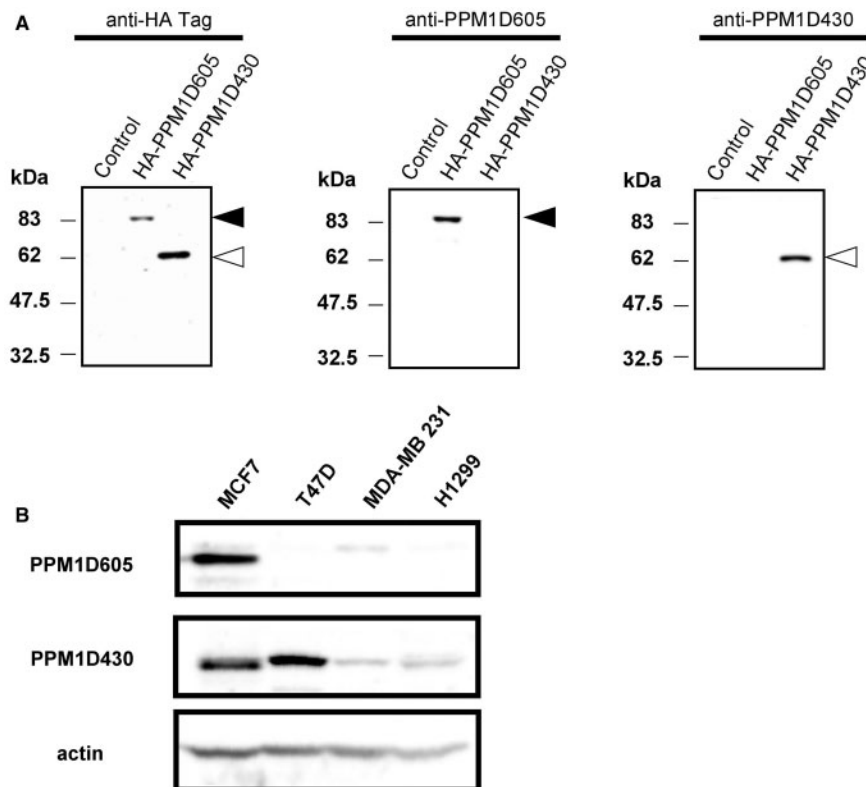 A
anti-HA Tag
anti-PPM1D605
anti-PPM1D430
Control
HA-PPM1D605
HA-PPM1D430
Control
HA-PPM1D605
HA-PPM1D430
Control
HA-PPM1D605
HA-PPM1D430
kDa
83
62
47.5
32.5
kDa
83
62
47.5
32.5
kDa
83
62
47.5
32.5
B
MCF7
T47D
MDA-MB 231
H1299
PPM1D605
PPM1D430
actin